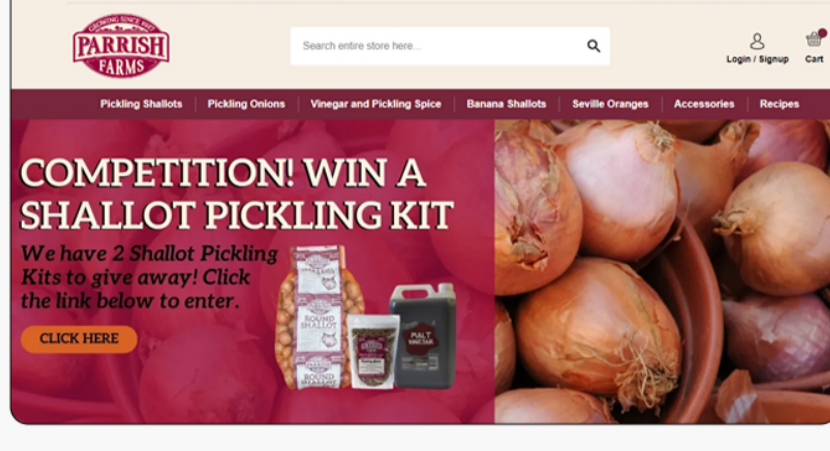 GROWING SINCE 1947
PARRISH
FARMS
Search entire store here...
Login / Signup
Cart
Pickling Shallots
Pickling Onions
Vinegar and Pickling Spice
Banana Shallots
Seville Oranges
Accessories
Recipes
COMPETITION! WIN A
SHALLOT PICKLING KIT
We have 2 Shallot Pickling
Kits to give away! Click
the link below to enter.
CLICK HERE
ROUND
SHALLOT
ROUND
PARRISH
MALT
VINEGAR